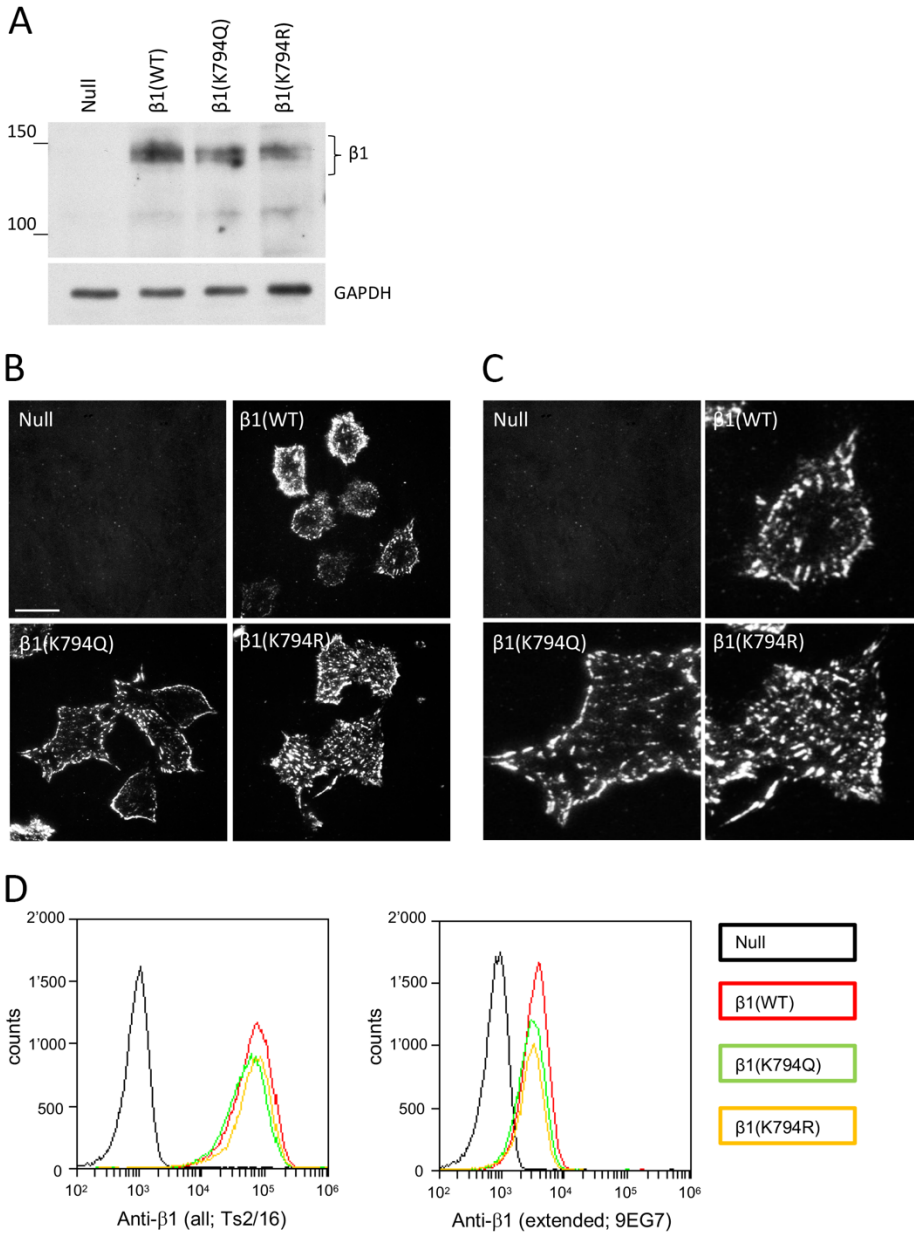 A
Null
β1(WT)
β1(K794Q)
β1(K794R)
150
β1
100
GAPDH
B
Null
β1(WT)
β1(K794Q)
β1(K794R)
C
Null
β1(WT)
β1(K794Q)
β1(K794R)
D
2'000
1'500
1'000
500
0
counts
10² 10³ 10⁴ 10⁵ 10⁶
Anti-β1 (all; Ts2/16)
2'000
1'500
1'000
500
0
counts
10² 10³ 10⁴ 10⁵ 10⁶
Anti-β1 (extended; 9EG7)
Null
β1(WT)
β1(K794Q)
β1(K794R)